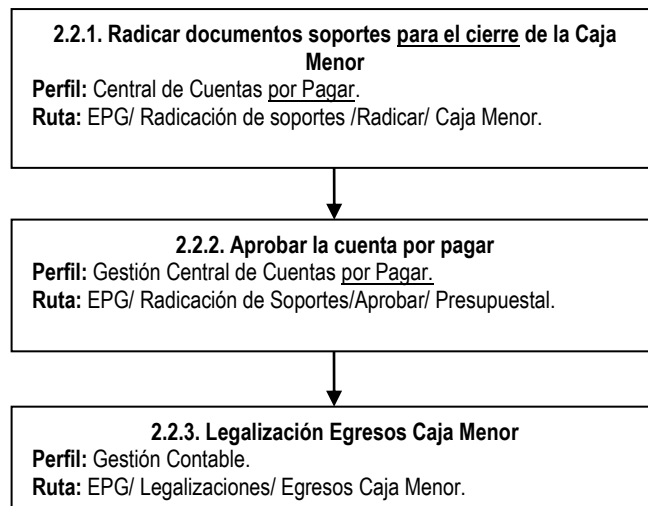 2.2.1. Radicar documentos soportes para el cierre de la Caja
Menor
Perfil: Central de Cuentas por Pagar.
Ruta: EPG/ Radicación de soportes /Radicar/ Caja Menor.
2.2.2. Aprobar la cuenta por pagar
Perfil: Gestión Central de Cuentas por Pagar.
Ruta: EPG/ Radicación de Soportes/Aprobar/ Presupuestal.
2.2.3. Legalización Egresos Caja Menor
Perfil: Gestión Contable.
Ruta: EPG/ Legalizaciones/ Egresos Caja Menor.